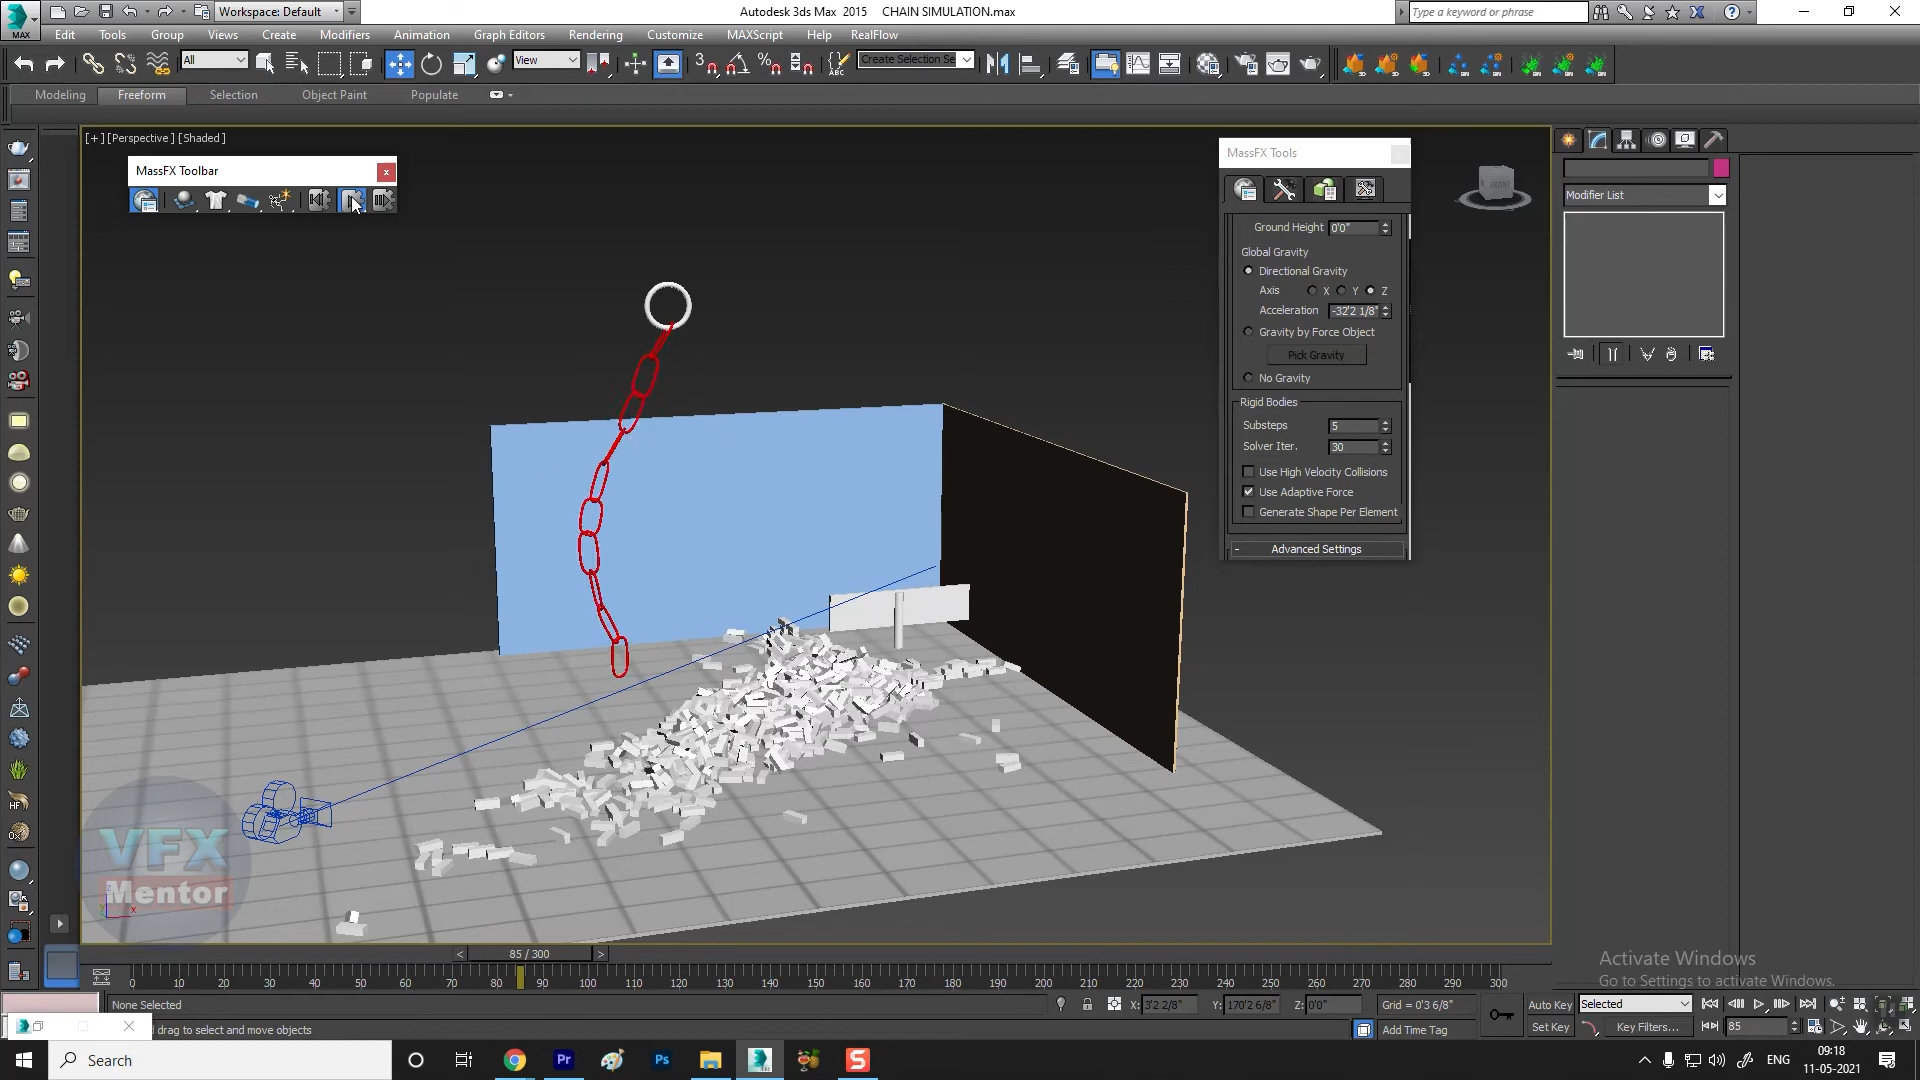 MAX
Workspace: Default
Autodesk 3ds Max 2015 CHAIN SIMULATION.max
Type a keyword or phrase
Edit Tools Group Views Create Modifiers Animation Graph Editors Rendering Customize MAXScript Help RealFlow
All
View
Create Selection Se
Modeling Freeform Selection Object Paint Populate
[+] [Perspective] [Shaded]
MassFX Toolbar
x
MassFX Tools
FRONT
Modifier List
Ground Height 0'0"
Global Gravity
Directional Gravity
Axis X Y Z
Acceleration -32'2 1/8"
Gravity by Force Object
Pick Gravity
No Gravity
Rigid Bodies
Substeps 5
Solver Iter. 30
Use High Velocity Collisions
Use Adaptive Force
Generate Shape Per Element
- Advanced Settings
HF
VFX
Mentor
x
< 85 / 300 >
0 10 20 30 40 50 60 70 80 90 100 110 120 130 140 150 160 170 180 190 200 210 220 230 240 250 260 270 280 290 300
Activate Windows
Go to Settings to activate Windows.
None Selected
X: 3'2 2/8" Y: 170'2 6/8" Z: 0'0" Grid = 0'3 6/8"
Auto Key Selected
drag to select and move objects
Add Time Tag
Set Key Key Filters... 85
Search
Pr
Ps
S
ENG
09:18
11-05-2021